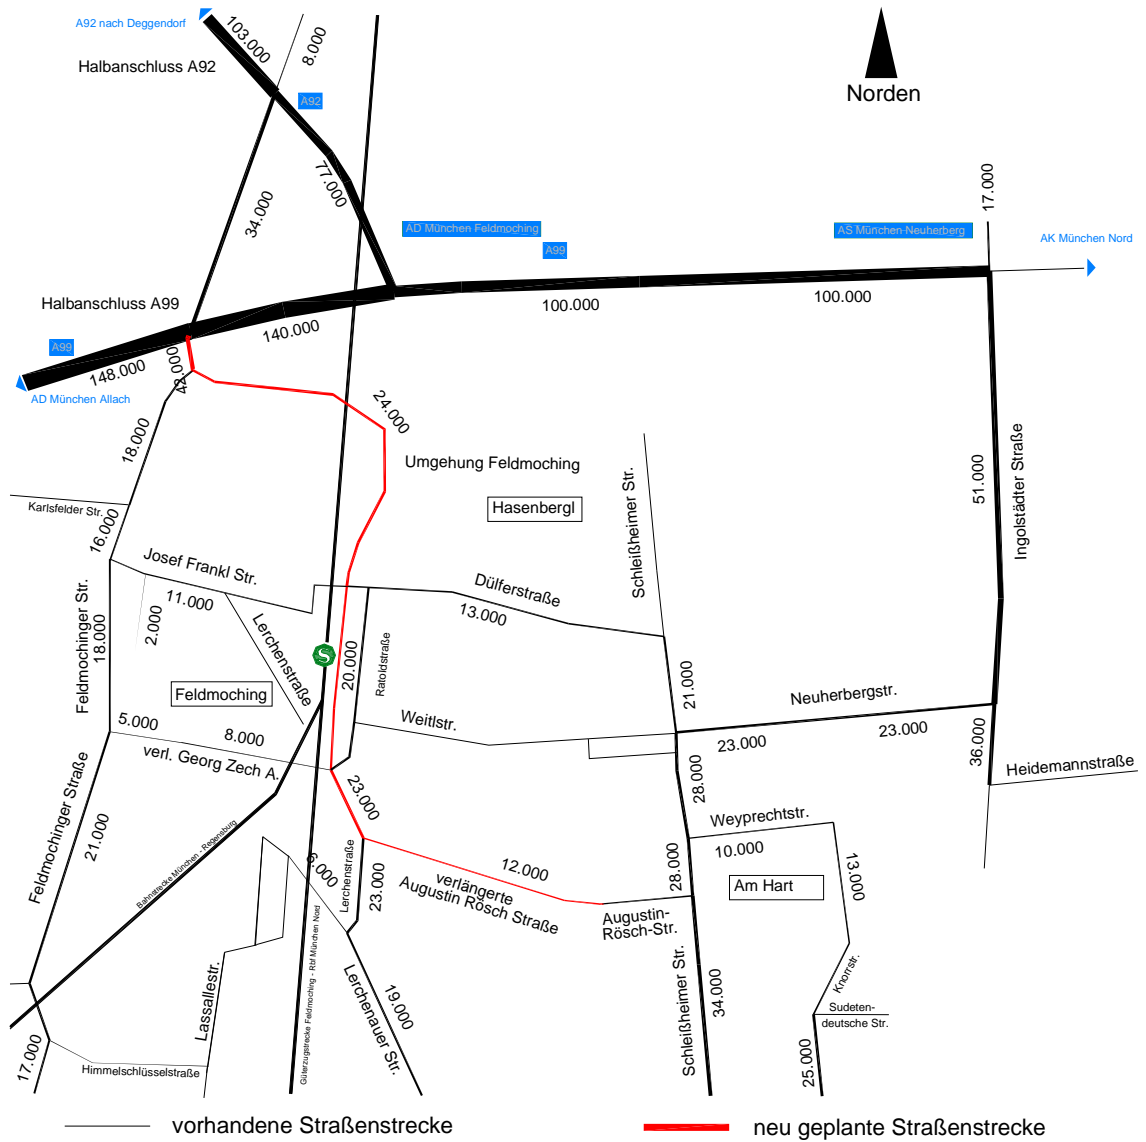 A92 nach Deggendorf
103.000
8.000
Halbanschluss A92
A92
Norden
77.000
34.000
17.000
AD München Feldmoching
A99
AS München-Neuherberg
AK München Nord
Halbanschluss A99
140.000
100.000
100.000
A99
148.000
42.000
AD München Allach
24.000
18.000
Umgehung Feldmoching
Hasenbergl
Schleißheimer Str.
51.000
Ingolstädter Straße
Karlsfelder Str.
16.000
Josef Frankl Str.
11.000
2.000
Feldmochinger Str.
18.000
Lerchenstraße
Dülferstraße
13.000
S
20.000
Ratoldstraße
21.000
Feldmoching
Neuherbergstr.
5.000
8.000
verl. Georg Zech A.
Weitlstr.
23.000
23.000
36.000
Heidemannstraße
28.000
23.000
Feldmochinger Straße
21.000
Bahnstrecke München - Regensburg
Weyprechtstr.
10.000
13.000
6.000
Lerchenstraße
23.000
12.000
verlängerte
Augustin Rösch Straße
28.000
Am Hart
Augustin-
Rösch-Str.
Güterzugstrecke Feldmoching - Rbf München Nord
Lassallestr.
Lerchenauer Str.
19.000
Schleißheimer Str.
34.000
Knorrstr.
Sudeten-
deutsche Str.
25.000
17.000
Himmelschlüsselstraße
vorhandene Straßenstrecke
neu geplante Straßenstrecke